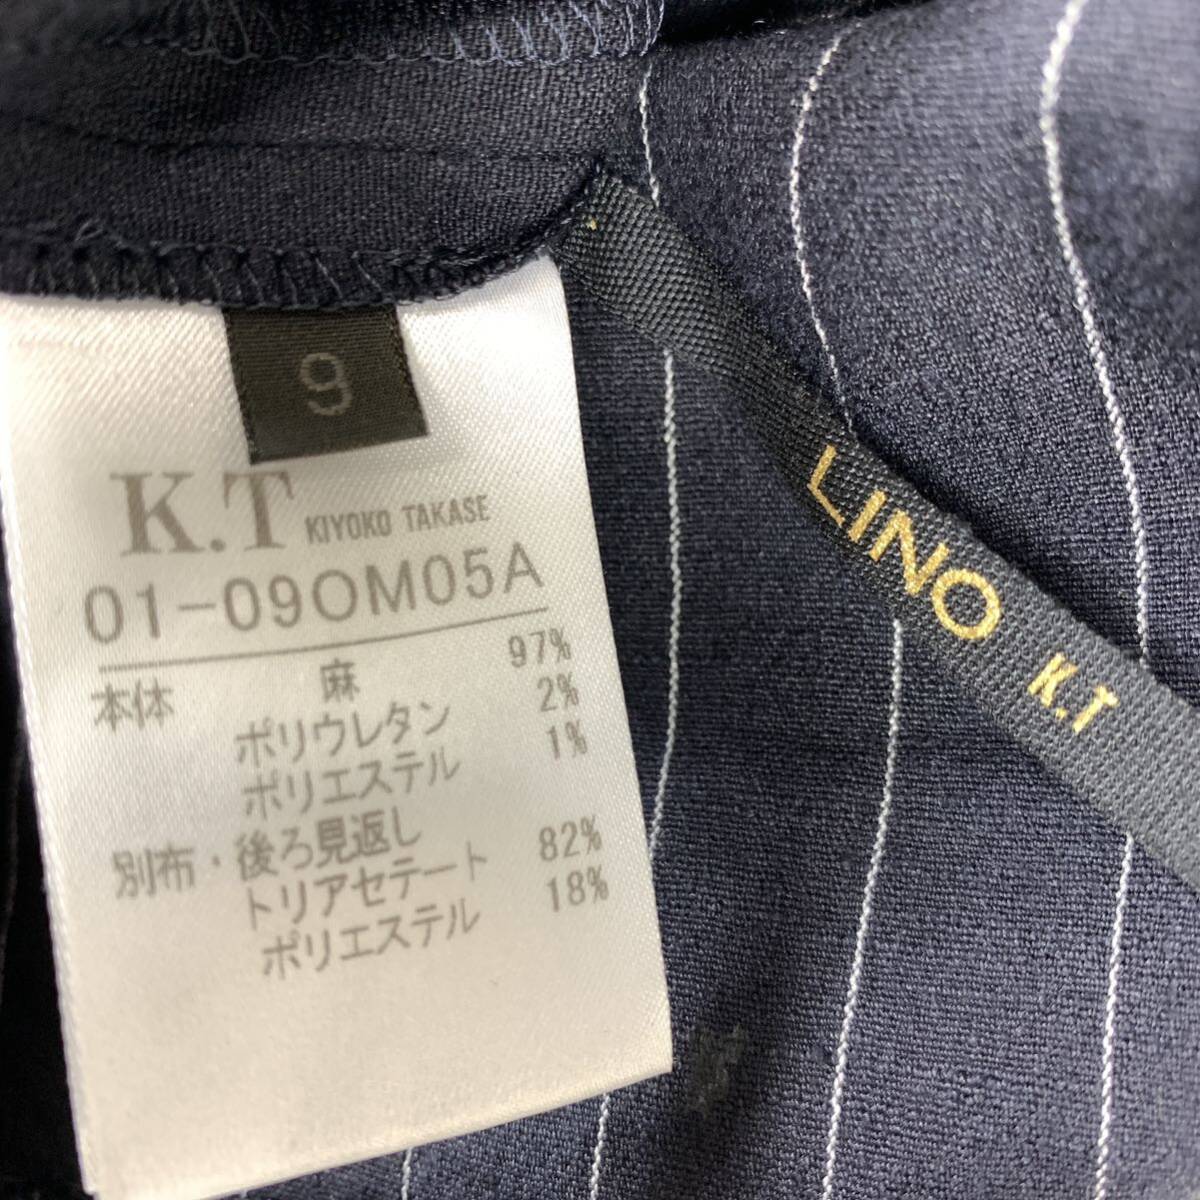 9
K.T KIYOKO TAKASE
01-09OM05A
本体 麻 97%
ポリウレタン 2%
ポリエステル 1%
別布・後ろ見返し
トリアセテート 82%
ポリエステル 18%
LINO K.T